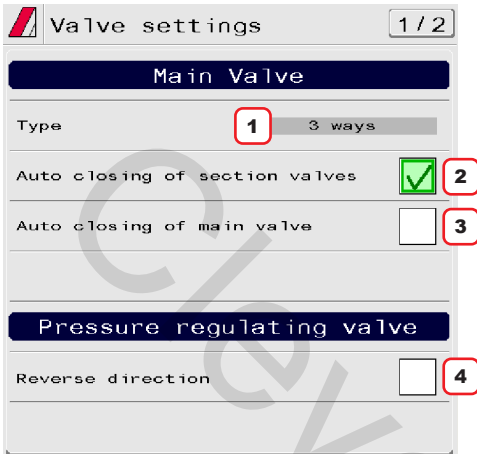 Valve settings 1/2
Main Valve
Type 1 3 ways
Auto closing of section valves 2
Auto closing of main valve 3
Pressure regulating valve
Reverse direction 4
Cleve